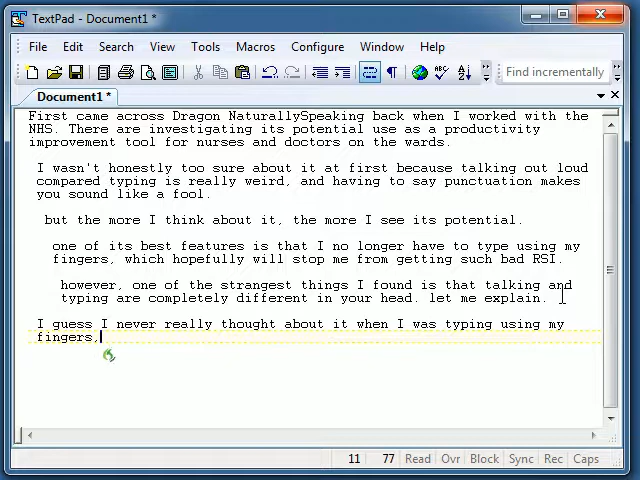 TextPad - Document1 *
File Edit Search View Tools Macros Configure Window Help
Find incrementally
Document1 *
First came across Dragon NaturallySpeaking back when I worked with the
NHS. There are investigating its potential use as a productivity
improvement tool for nurses and doctors on the wards.
I wasn't honestly too sure about it at first because talking out loud
compared typing is really weird, and having to say punctuation makes
you sound like a fool.
but the more I think about it, the more I see its potential.
one of its best features is that I no longer have to type using my
fingers, which hopefully will stop me from getting such bad RSI.
however, one of the strangest things I found is that talking and
typing are completely different in your head. let me explain.
I guess I never really thought about it when I was typing using my
fingers,
11 77 Read Ovr Block Sync Rec Caps